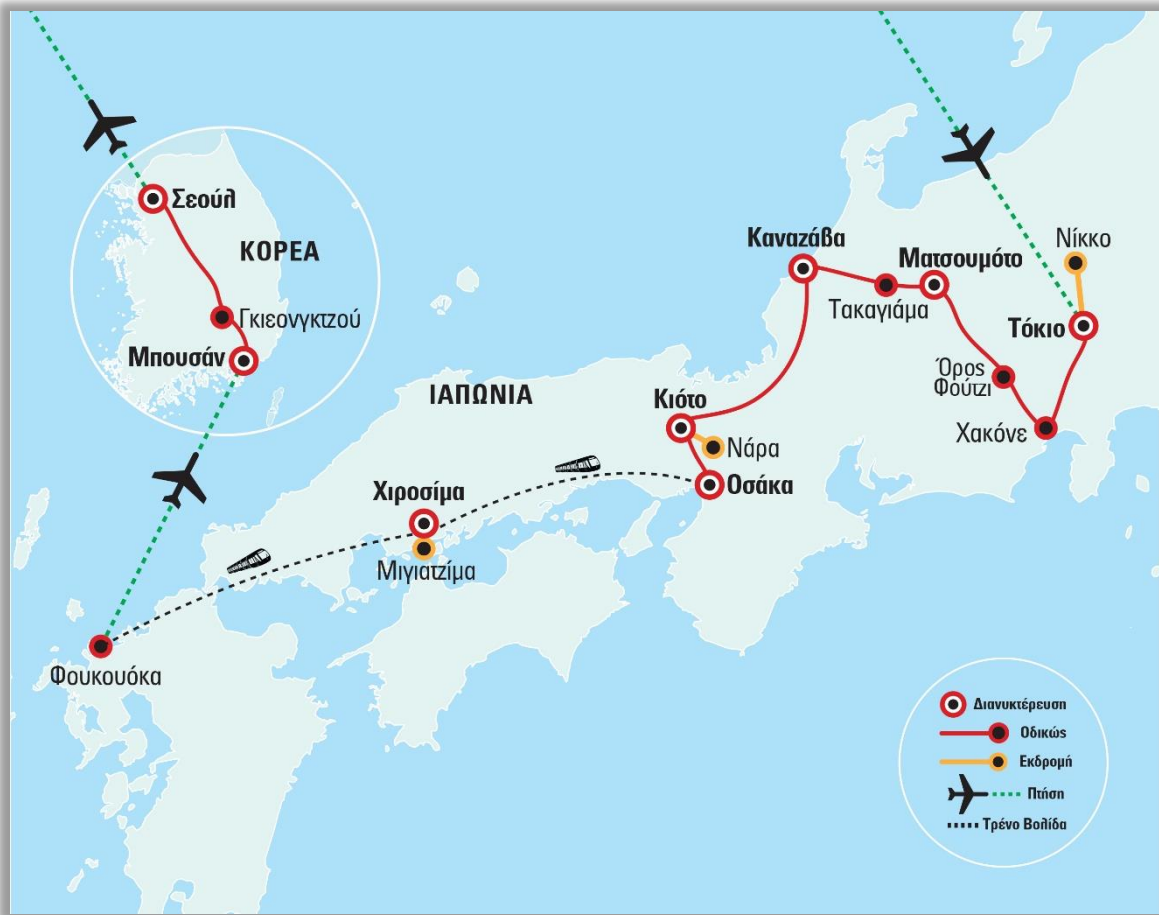 Σεούλ
ΚΟΡΕΑ
Γκιεονγκτζού
Μπουσάν
Καναζάβα
Ματσουμότο
Νίκκο
Τακαγιάμα
Τόκιο
Όρος
Φούτζι
Χακόνε
ΙΑΠΩΝΙΑ
Κιότο
Νάρα
Οσάκα
Χιροσίμα
Μιγιατζίμα
Φουκουόκα
Διανυκτέρευση
Οδικώς
Εκδρομή
Πτήση
Τρένο Βολίδα